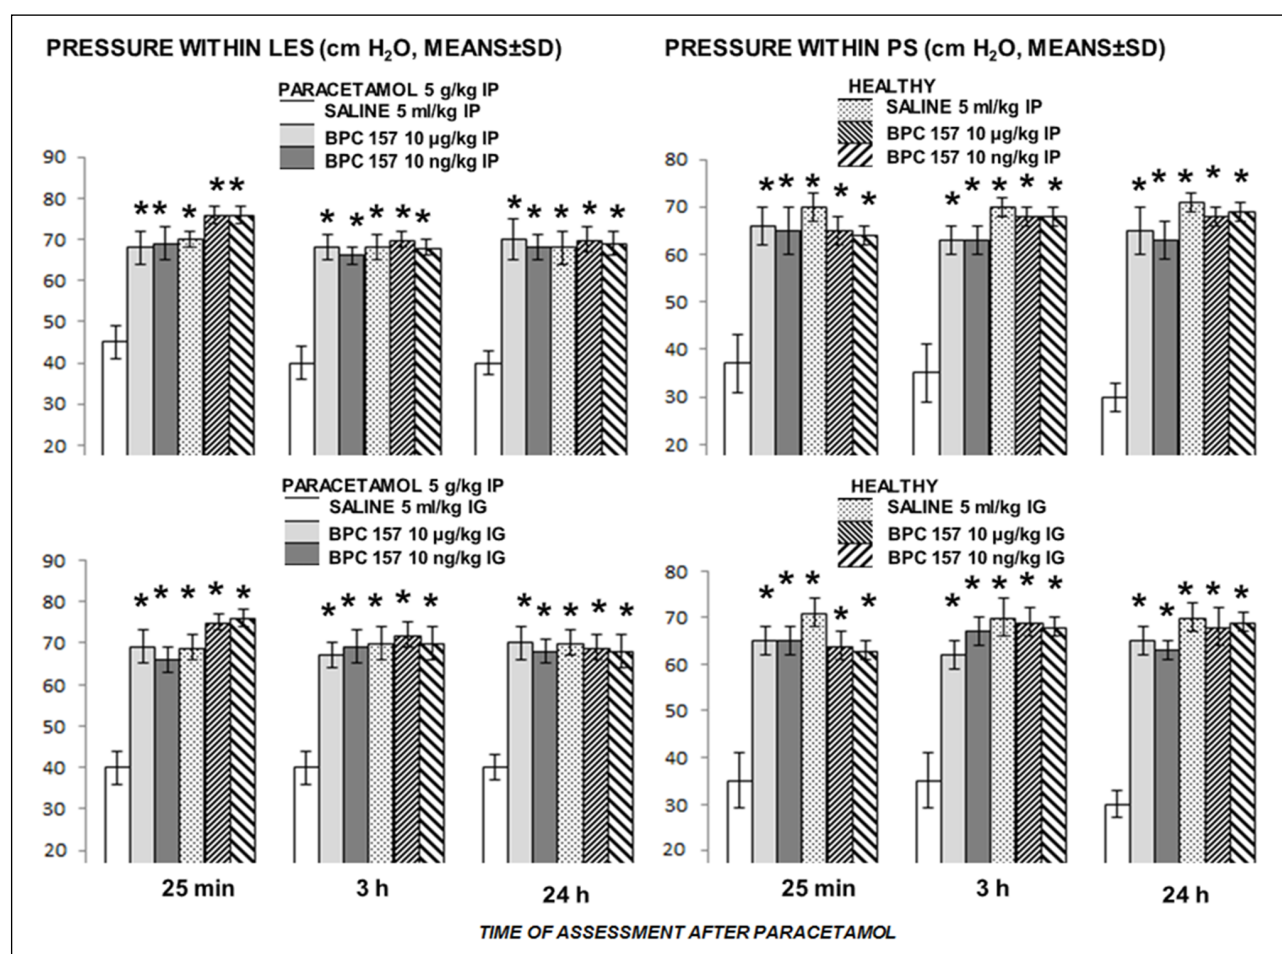 PRESSURE WITHIN LES (cm H₂O, MEANS±SD)
PARACETAMOL 5 g/kg IP
SALINE 5 ml/kg IP
BPC 157 10 µg/kg IP
BPC 157 10 ng/kg IP
90
80
70
60
50
40
30
20
* * * * *
* * * * *
* * * * *
PRESSURE WITHIN PS (cm H₂O, MEANS±SD)
HEALTHY
SALINE 5 ml/kg IP
BPC 157 10 µg/kg IP
BPC 157 10 ng/kg IP
80
70
60
50
40
30
20
* * * * *
* * * * *
* * * * *
PARACETAMOL 5 g/kg IP
SALINE 5 ml/kg IG
BPC 157 10 µg/kg IG
BPC 157 10 ng/kg IG
90
80
70
60
50
40
30
20
* * * * *
* * * * *
* * * * *
25 min
3 h
24 h
HEALTHY
SALINE 5 ml/kg IG
BPC 157 10 µg/kg IG
BPC 157 10 ng/kg IG
80
70
60
50
40
30
20
* * * * *
* * * * *
* * * * *
25 min
3 h
24 h
TIME OF ASSESSMENT AFTER PARACETAMOL